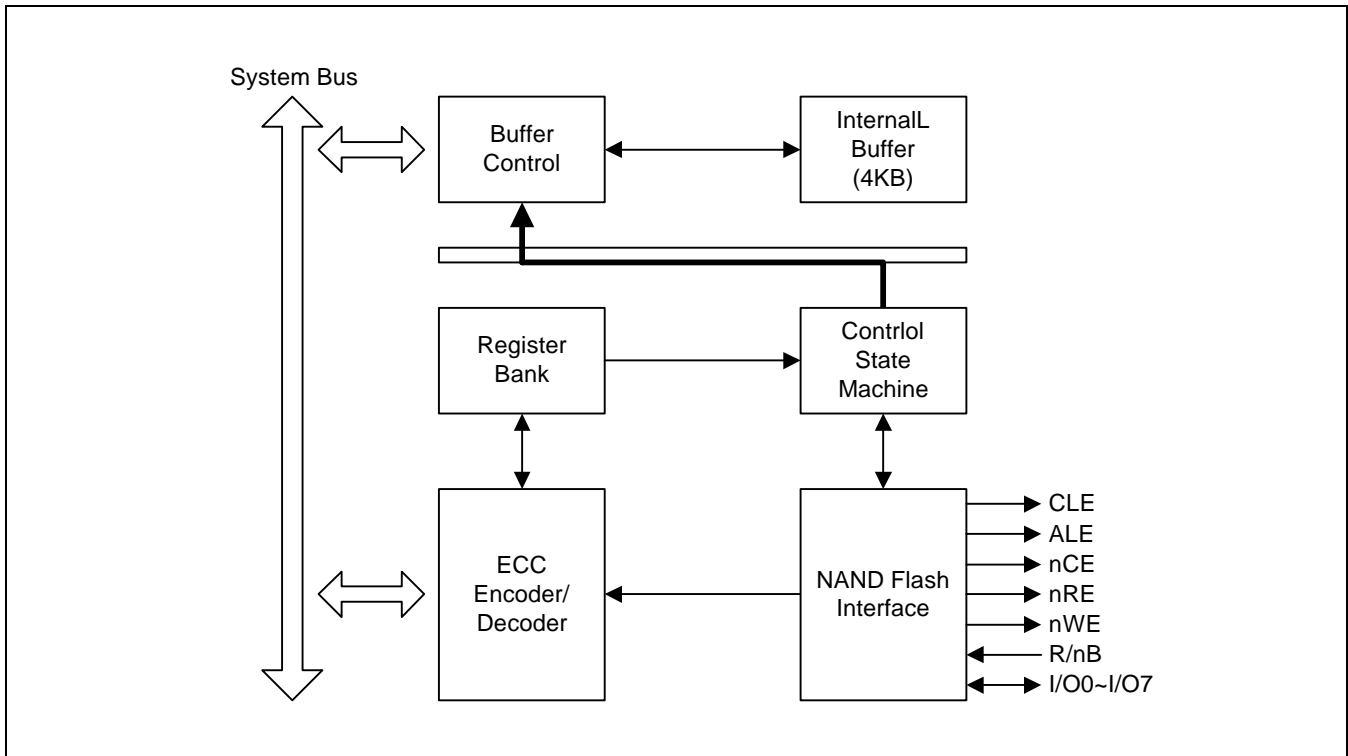 System Bus
Buffer
Control
InternalL
Buffer
(4KB)
Register
Bank
Contrlol
State
Machine
ECC
Encoder/
Decoder
NAND Flash
Interface
CLE
ALE
nCE
nRE
nWE
R/nB
I/O0~I/O7